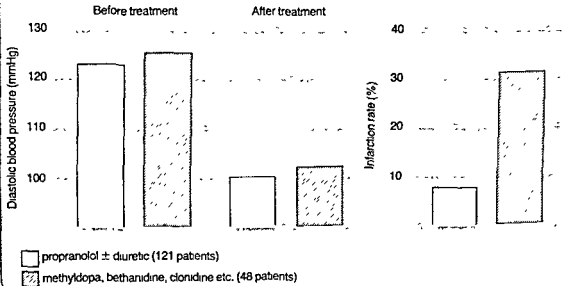 Before treatment
After treatment
Diastolic blood pressure (mmHg)
130
120
110
100
Infarction rate (%)
40
30
20
10
propranolol ± diuretic (121 patients)
methyldopa, bethanidine, clonidine etc. (48 patients)